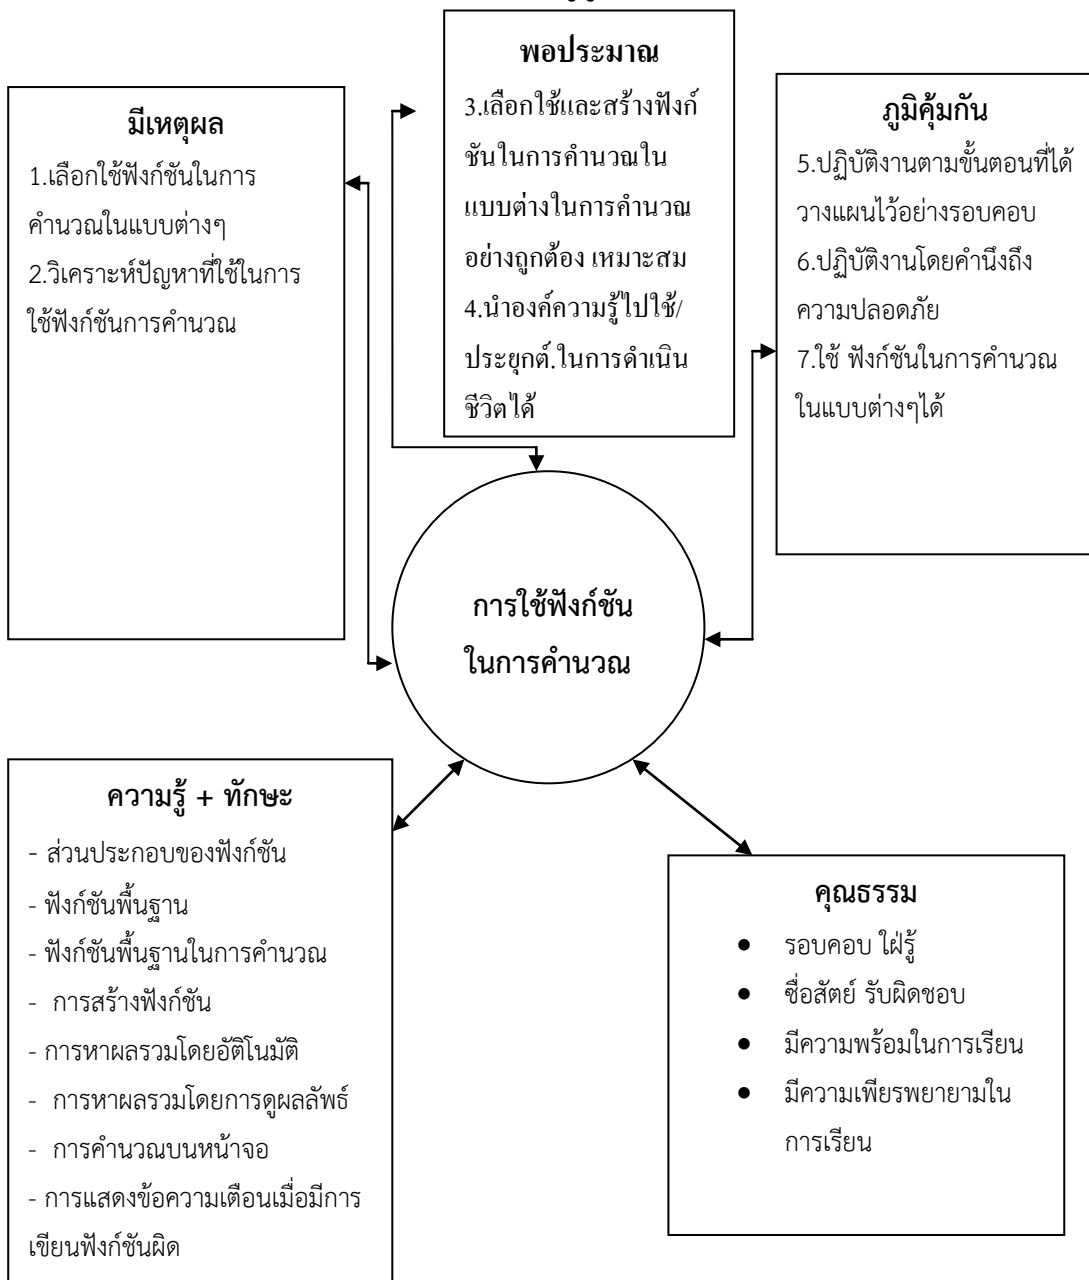 พอประมาณ
3.เลือกใช้และสร้างฟังก์
ชันในการคำนวณใน
แบบต่างในการคำนวณ
อย่างถูกต้อง เหมาะสม
4.นำองค์ความรู้ไปใช้/
ประยุกต์.ในการดำเนิน
ชีวิตได้
มีเหตุผล
1.เลือกใช้ฟังก์ชันในการ
คำนวณในแบบต่างๆ
2.วิเคราะห์ปัญหาที่ใช้ในการ
ใช้ฟังก์ชันการคำนวณ
ภูมิคุ้มกัน
5.ปฏิบัติงานตามขั้นตอนที่ได้
วางแผนไว้อย่างรอบคอบ
6.ปฏิบัติงานโดยคำนึงถึง
ความปลอดภัย
7.ใช้ ฟังก์ชันในการคำนวณ
ในแบบต่างๆได้
การใช้ฟังก์ชัน
ในการคำนวณ
ความรู้ + ทักษะ
- ส่วนประกอบของฟังก์ชัน
- ฟังก์ชันพื้นฐาน
- ฟังก์ชันพื้นฐานในการคำนวณ
- การสร้างฟังก์ชัน
- การหาผลรวมโดยอัติโนมัติ
- การหาผลรวมโดยการดูผลลัพธ์
- การคำนวณบนหน้าจอ
- การแสดงข้อความเตือนเมื่อมีการ
เขียนฟังก์ชันผิด
คุณธรรม
● รอบคอบ ใฝ่รู้
● ซื่อสัตย์ รับผิดชอบ
● มีความพร้อมในการเรียน
● มีความเพียรพยายามใน
การเรียน